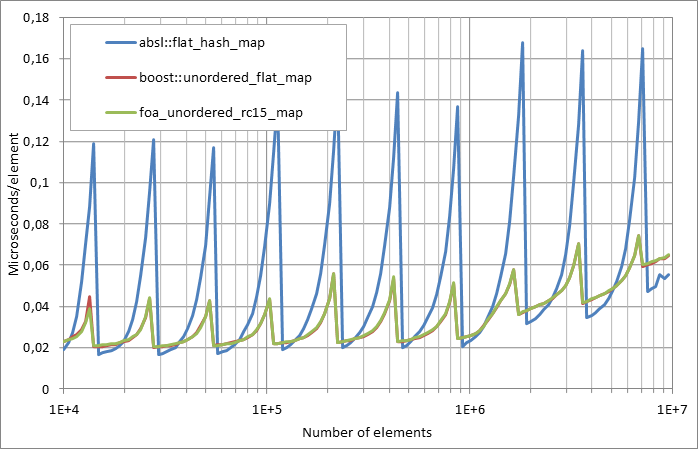 0,18
0,16
0,14
0,12
0,1
0,08
0,06
0,04
0,02
0
Microseconds/element
absl::flat_hash_map
boost::unordered_flat_map
foa_unordered_rc15_map
1E+4 1E+5 1E+6 1E+7
Number of elements